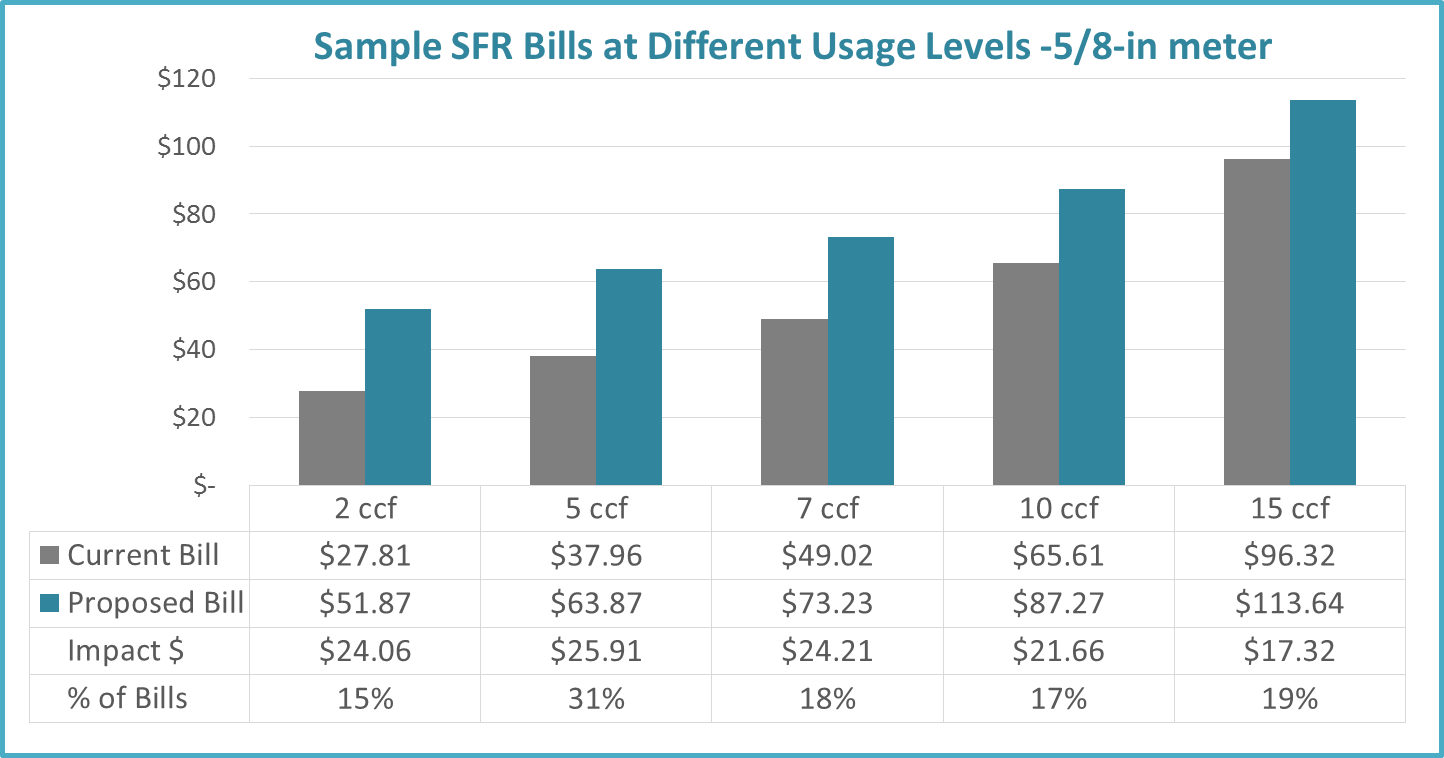 Sample SFR Bills at Different Usage Levels -5/8-in meter
$120
$100
$80
$60
$40
$20
$-
2 ccf 5 ccf 7 ccf 10 ccf 15 ccf
Current Bill $27.81 $37.96 $49.02 $65.61 $96.32
Proposed Bill $51.87 $63.87 $73.23 $87.27 $113.64
Impact $ $24.06 $25.91 $24.21 $21.66 $17.32
% of Bills 15% 31% 18% 17% 19%